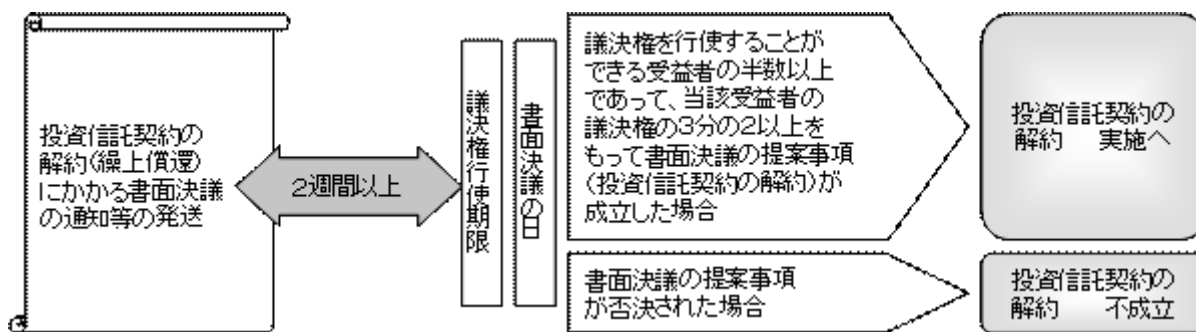 投資信託契約の
解約(繰上償還)
にかかる書面決議
の通知等の発送
2週間以上
議決権行使期限
書面決議の日
議決権を行使することが
できる受益者の半数以上
であって、当該受益者の
議決権の3分の2以上を
もって書面決議の提案事項
(投資信託契約の解約)が
成立した場合
投資信託契約の
解約　実施へ
書面決議の提案事項
が否決された場合
投資信託契約の
解約　不成立